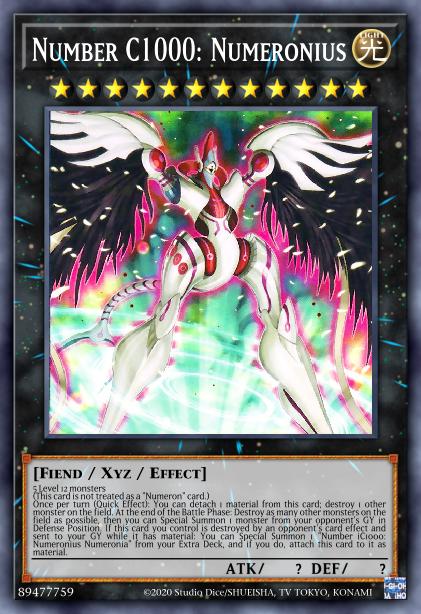 Number C1000: Numeronius
LIGHT
光
[Fiend / Xyz / Effect]
5 Level 12 monsters
(This card is not treated as a "Numeron" card.)
Once per turn (Quick Effect): You can detach 1 material from this card; destroy 1 other
monster on the field. At the end of the Battle Phase: Destroy as many other monsters on the
field as possible, then you can Special Summon 1 monster from your opponent's GY in
Defense Position. If this card you control is destroyed by an opponent's card effect and
sent to your GY while it has material: You can Special Summon 1 "Number iC1000:
Numeronius Numeronia" from your Extra Deck, and if you do, attach this card to it as
material.
ATK/ ? DEF/ ?
89477759
©2020 Studio Dice/SHUEISHA, TV TOKYO, KONAMI